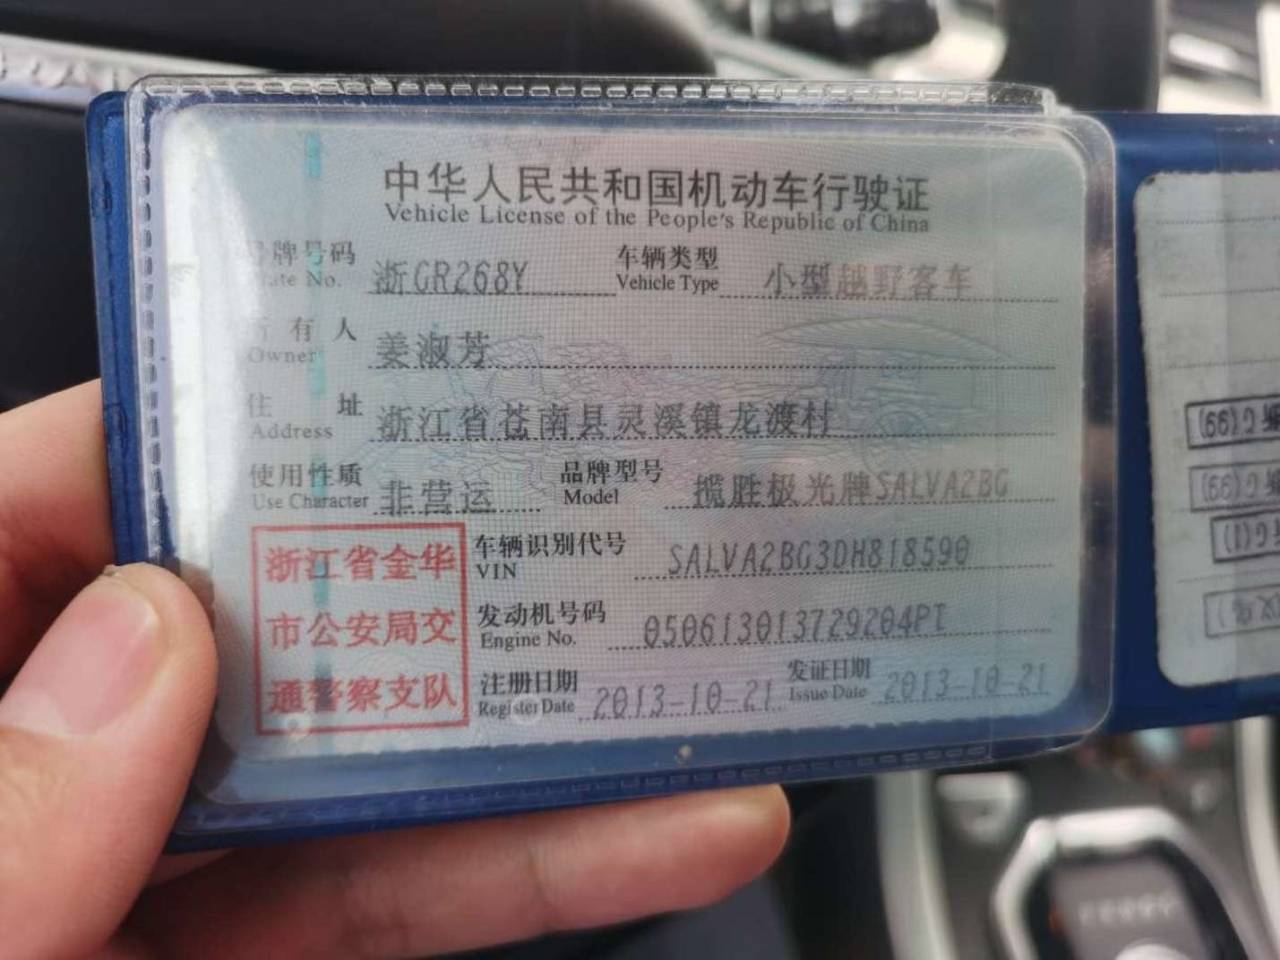 中华人民共和国机动车行驶证
Vehicle License of the People's Republic of China
号牌号码 浙GR268Y 车辆类型 小型越野客车
Plate No. Vehicle Type
所有人 姜淑芳
Owner
住址 浙江省苍南县灵溪镇龙渡村
Address
使用性质 非营运 品牌型号 揽胜极光牌SALVA2BG
Use Character Model
浙江省金华
市公安局交
通警察支队
车辆识别代号 SALVA2BG3DH818590
VIN
发动机号码 050613013729204PT
Engine No.
注册日期 2013-10-21 发证日期 2013-10-21
Register Date Issue Date